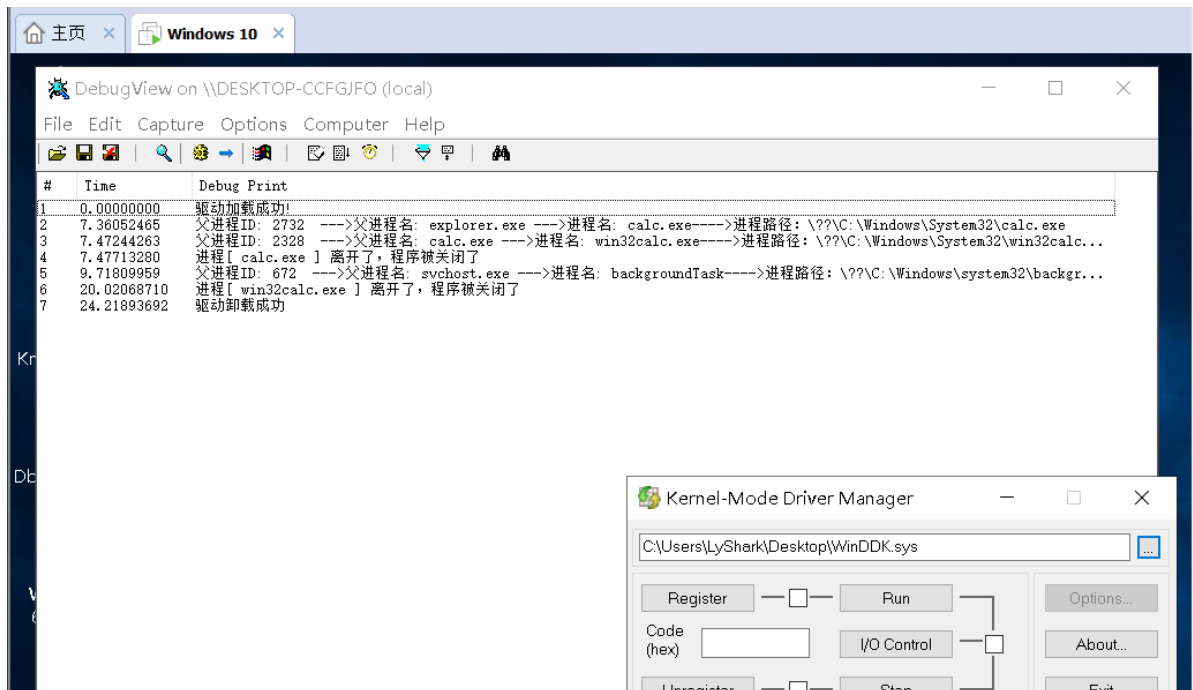 主页 × Windows 10 ×
DebugView on \\DESKTOP-CCFGJFO (local)
File Edit Capture Options Computer Help
# Time Debug Print
1 0.00000000 驱动加载成功!
2 7.36052465 父进程ID: 2732 --->父进程名: explorer.exe --->进程名: calc.exe---->进程路径: \??\C:\Windows\System32\calc.exe
3 7.47244263 父进程ID: 2328 --->父进程名: calc.exe --->进程名: win32calc.exe---->进程路径: \??\C:\Windows\System32\win32calc...
4 7.47713280 进程[ calc.exe ] 离开了，程序被关闭了
5 9.71809959 父进程ID: 672 --->父进程名: svchost.exe --->进程名: backgroundTask---->进程路径: \??\C:\Windows\system32\backgr...
6 20.02068710 进程[ win32calc.exe ] 离开了，程序被关闭了
7 24.21893692 驱动卸载成功
Kernel-Mode Driver Manager
C:\Users\LyShark\Desktop\WinDDK.sys ...
Register Run Options...
Code (hex) I/O Control About...
Unregister Stop Exit